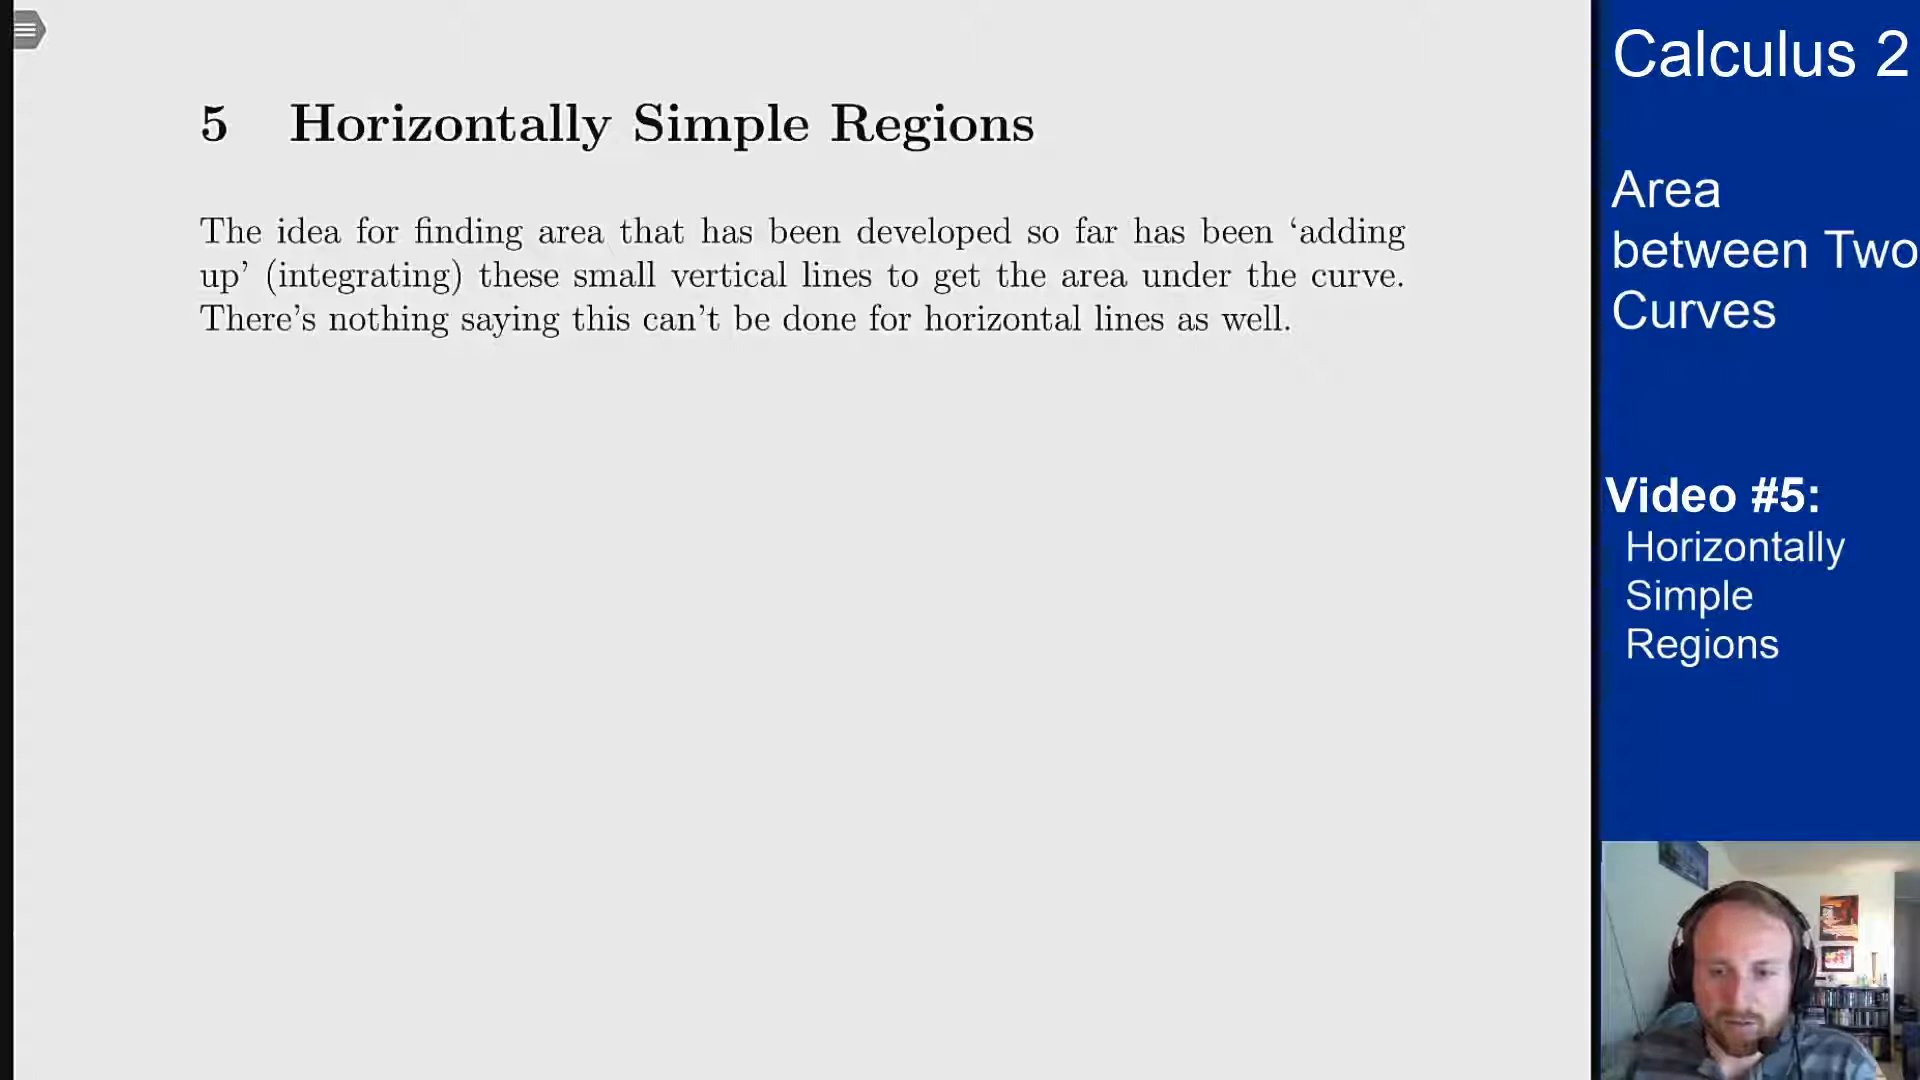 5 Horizontally Simple Regions
The idea for finding area that has been developed so far has been ‘adding
up’ (integrating) these small vertical lines to get the area under the curve.
There’s nothing saying this can’t be done for horizontal lines as well.
Calculus 2
Area
between Two
Curves
Video #5:
Horizontally
Simple
Regions